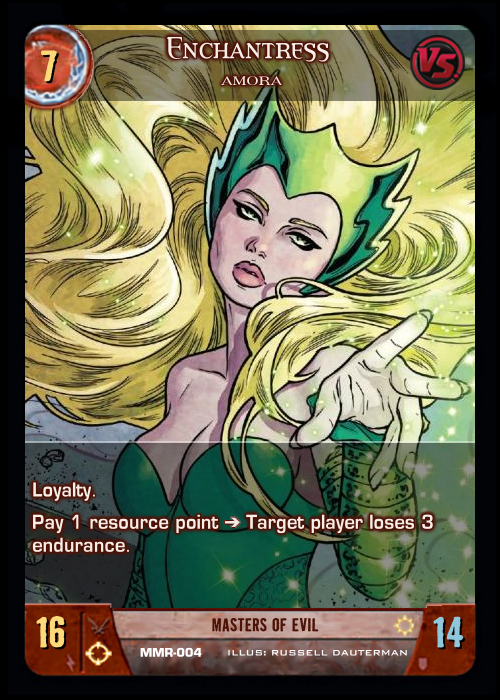 7
Enchantress
AMORA
VS
Loyalty.
Pay 1 resource point ➔ Target player loses 3
endurance.
16
MASTERS OF EVIL
14
MMR-004 ILLUS: RUSSELL DAUTERMAN